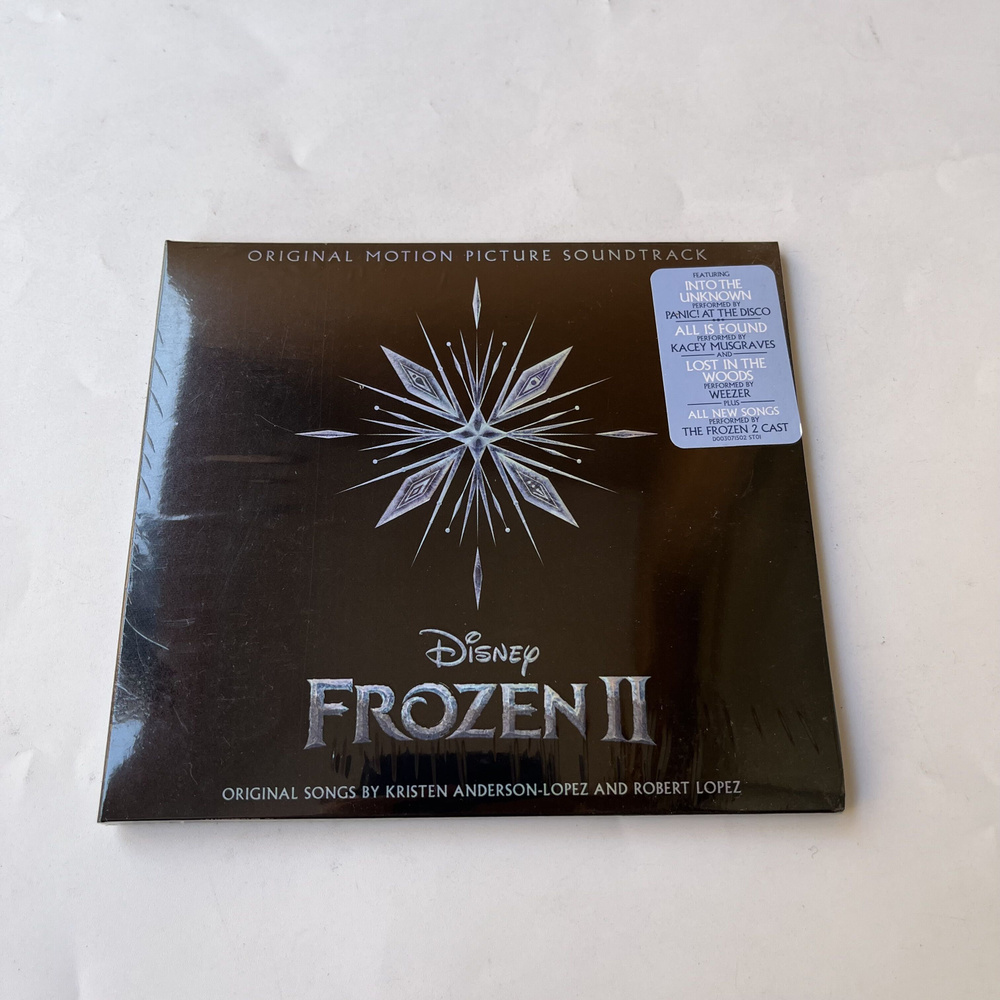 ORIGINAL MOTION PICTURE SOUNDTRACK
FEATURING
INTO THE
UNKNOWN
PERFORMED BY
PANIC! AT THE DISCO
ALL IS FOUND
PERFORMED BY
KACEY MUSGRAVES
AND
LOST IN THE
WOODS
PERFORMED BY
WEEZER
PLUS
ALL NEW SONGS
PERFORMED BY
THE FROZEN 2 CAST
D003071502 ST01
Disney
FROZEN II
ORIGINAL SONGS BY KRISTEN ANDERSON-LOPEZ AND ROBERT LOPEZ